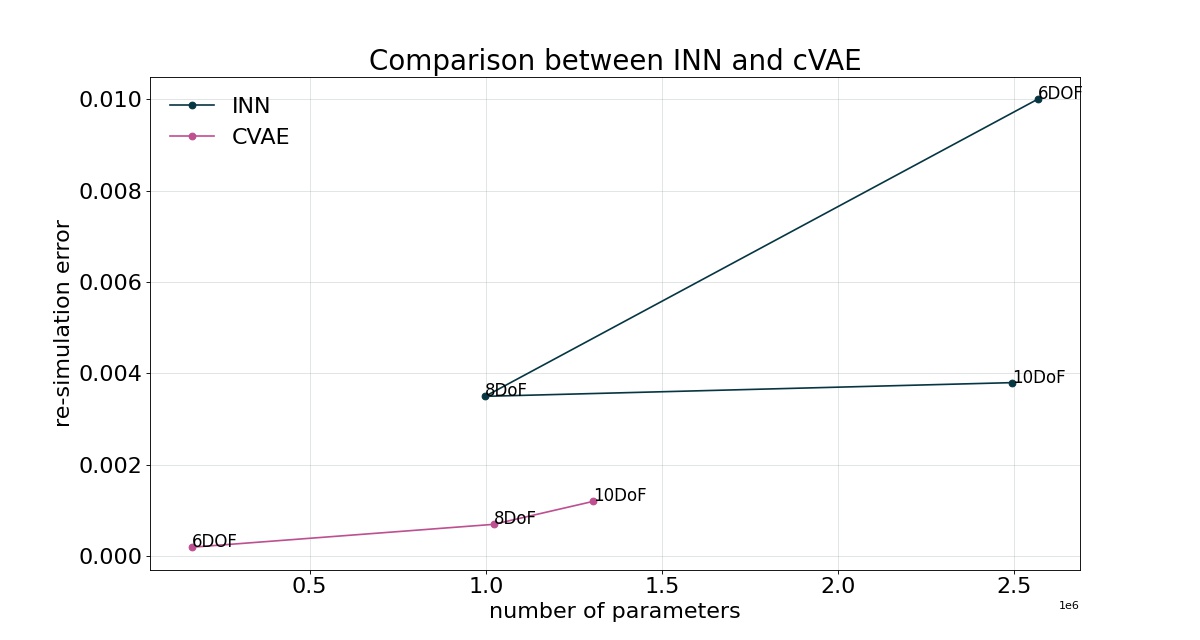 Comparison between INN and cVAE
INN
CVAE
re-simulation error
0.010
0.008
0.006
0.004
0.002
0.000
6DOF
8DoF
10DoF
6DOF
8DoF
10DoF
0.5
1.0
1.5
2.0
2.5
1e6
number of parameters